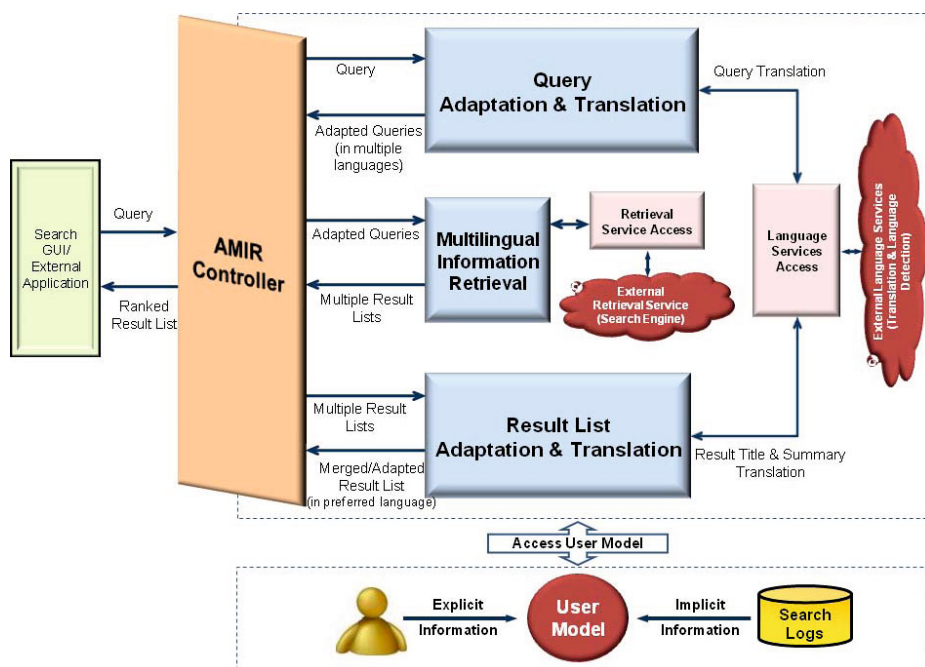 Query
Adaptation & Translation
Query
Query Translation
Adapted Queries
(in multiple
languages)
Search
GUI/
External
Application
Query
Ranked
Result List
AMIR
Controller
Adapted Queries
Multiple Result
Lists
Multilingual
Information
Retrieval
Retrieval
Service Access
External
Retrieval Service
(Search Engine)
Language
Services
Access
External Language Services
(Translation & Language
Detection)
Multiple Result
Lists
Merged/Adapted
Result List
(in preferred language)
Result List
Adaptation & Translation
Result Title & Summary
Translation
Access User Model
Explicit
Information
User
Model
Implicit
Information
Search
Logs